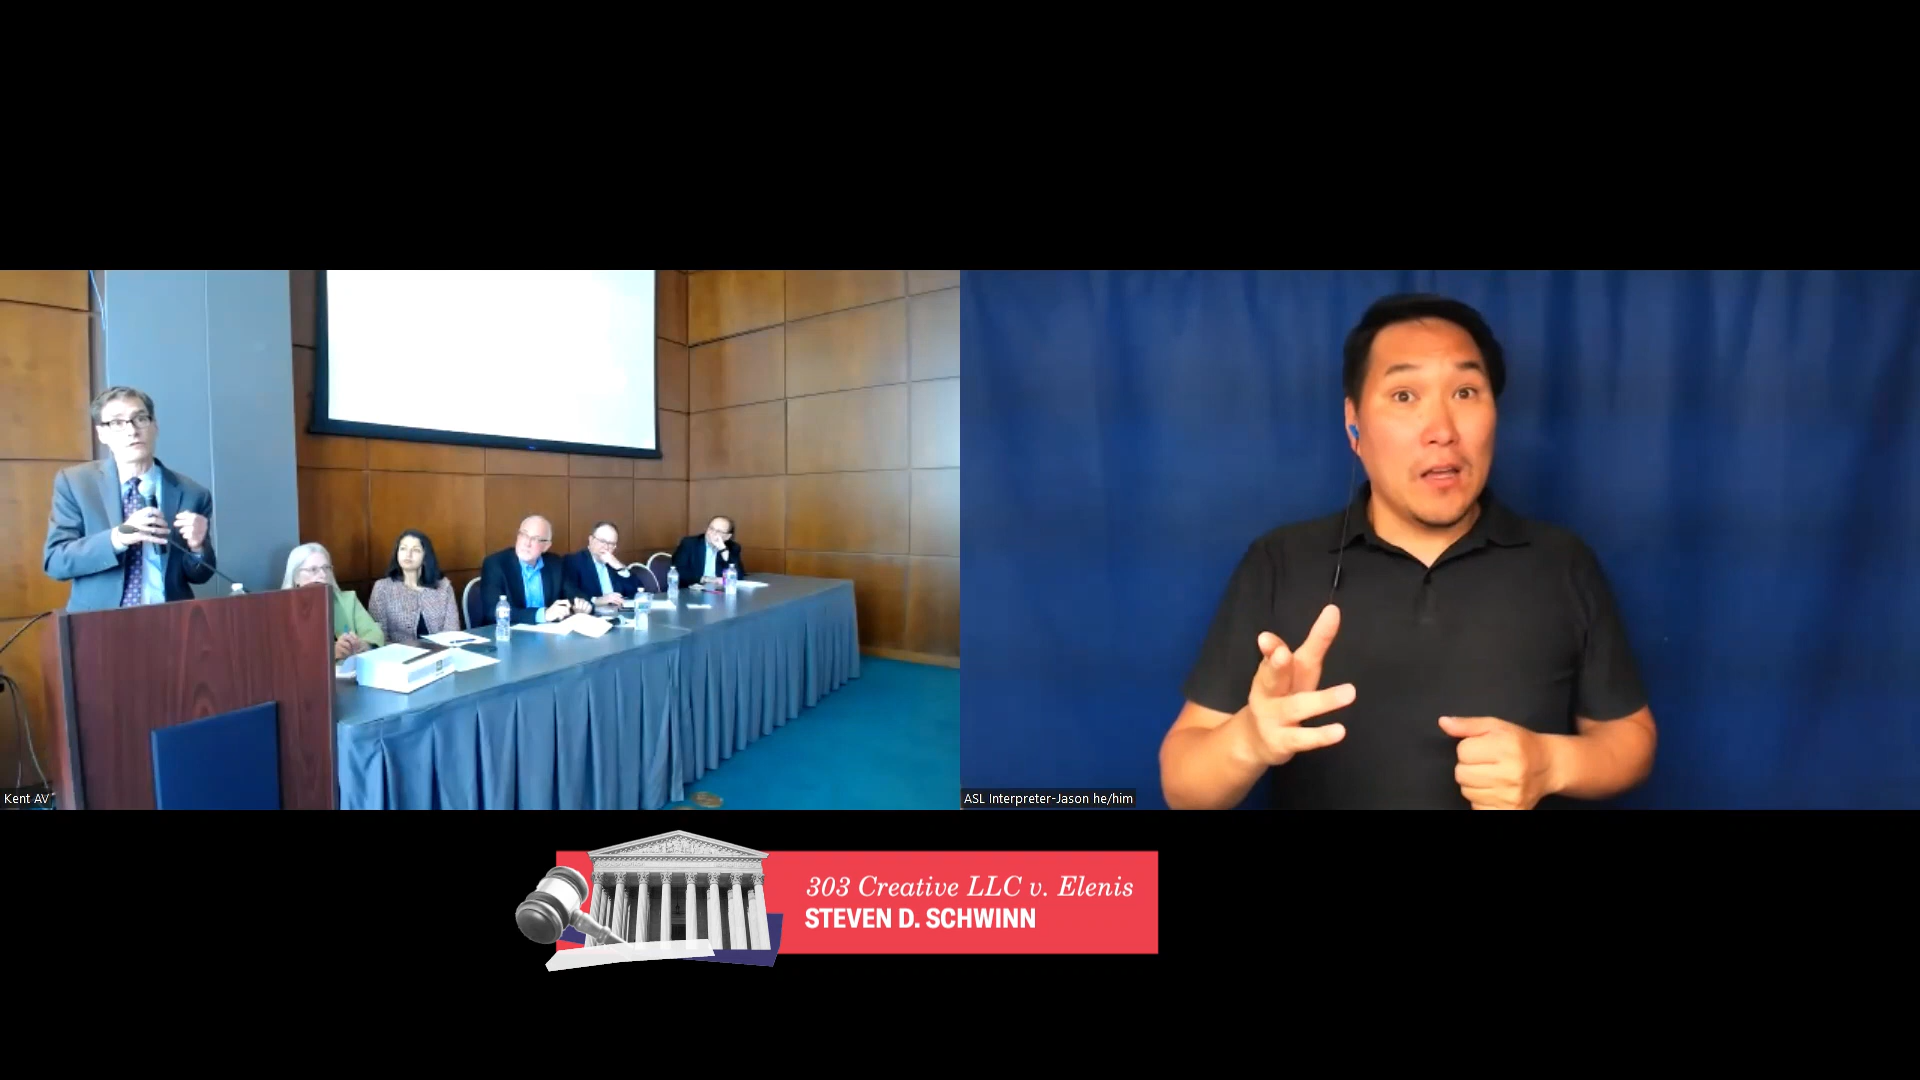 Kent AV
ASL Interpreter-Jason he/him
303 Creative LLC v. Elenis
STEVEN D. SCHWINN